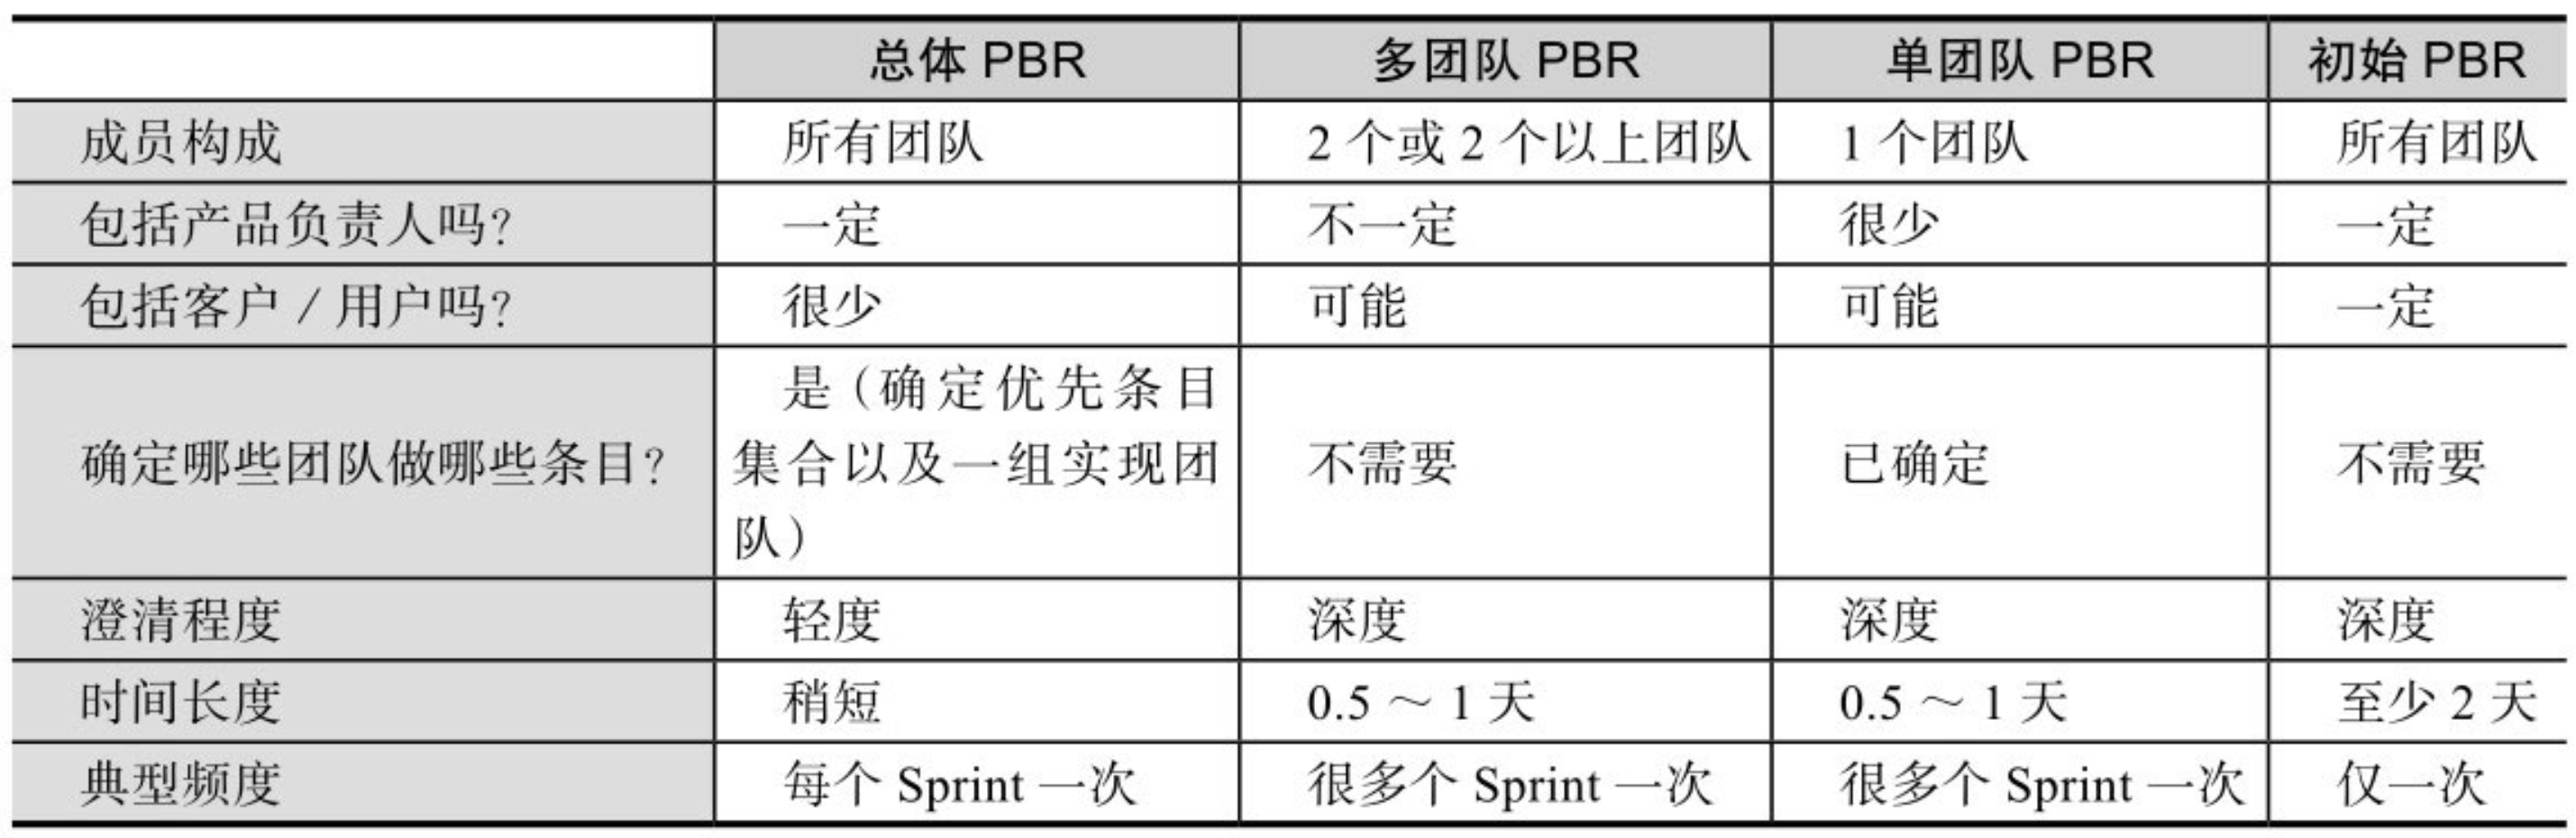 总体 PBR 多团队 PBR 单团队 PBR 初始 PBR
成员构成 所有团队 2 个或 2 个以上团队 1 个团队 所有团队
包括产品负责人吗？ 一定 不一定 很少 一定
包括客户 / 用户吗？ 很少 可能 可能 一定
确定哪些团队做哪些条目？ 是（确定优先条目
集合以及一组实现团
队） 不需要 已确定 不需要
澄清程度 轻度 深度 深度 深度
时间长度 稍短 0.5 ～ 1 天 0.5 ～ 1 天 至少 2 天
典型频度 每个 Sprint 一次 很多个 Sprint 一次 很多个 Sprint 一次 仅一次